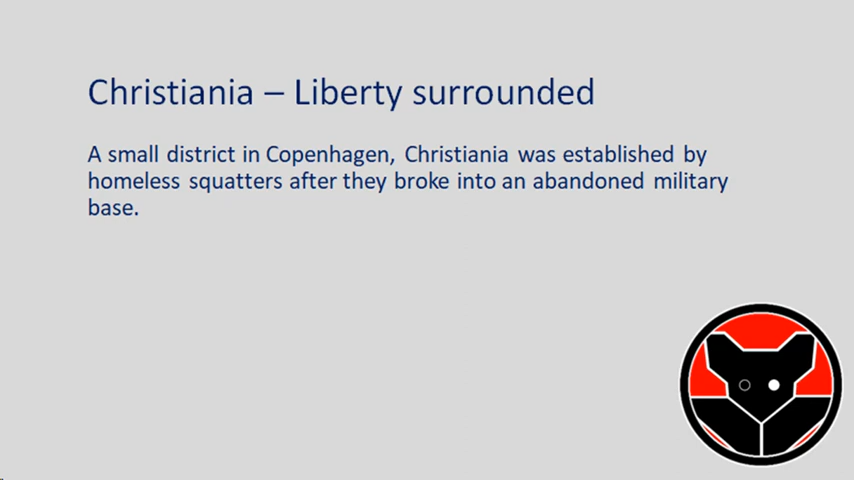 Christiania – Liberty surrounded
A small district in Copenhagen, Christiania was established by
homeless squatters after they broke into an abandoned military
base.